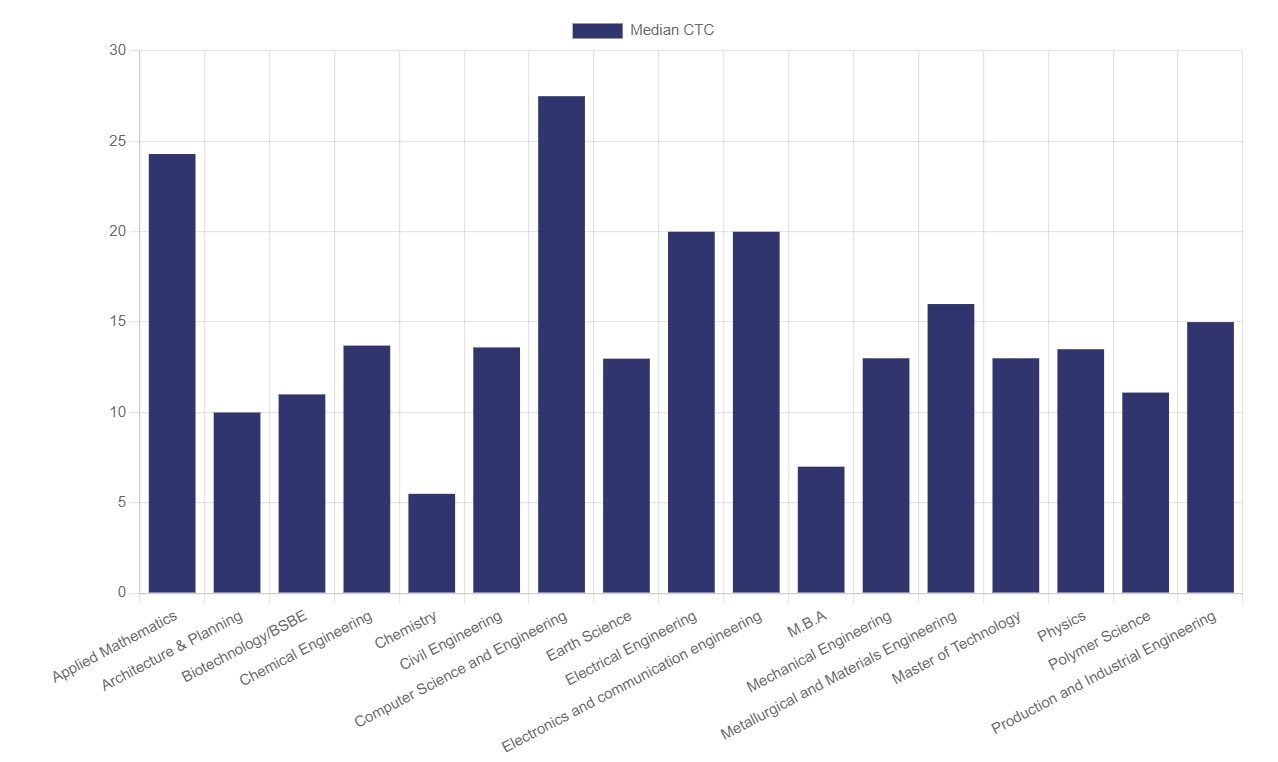 Median CTC
30
25
20
15
10
5
0
Applied Mathematics
Architecture & Planning
Biotechnology/BSBE
Chemical Engineering
Chemistry
Civil Engineering
Computer Science and Engineering
Earth Science
Electrical Engineering
Electronics and communication engineering
M.B.A
Mechanical Engineering
Metallurgical and Materials Engineering
Master of Technology
Physics
Polymer Science
Production and Industrial Engineering